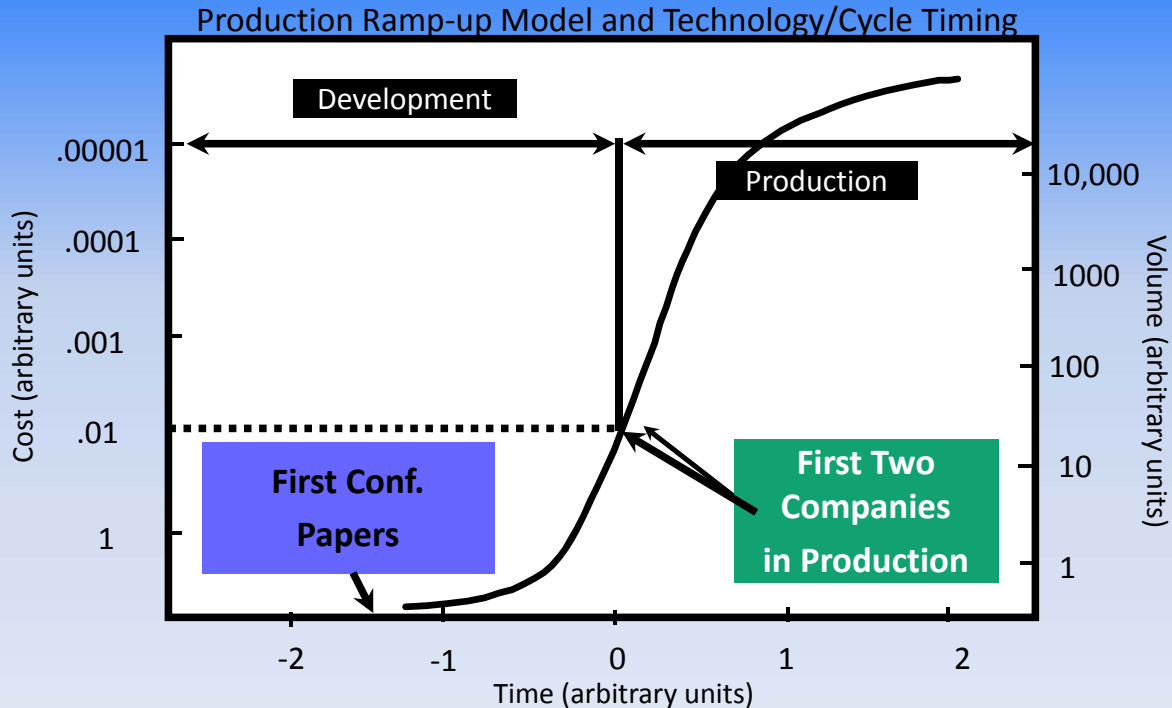 Production Ramp-up Model and Technology/Cycle Timing
Development
Production
Cost (arbitrary units)
.00001
.0001
.001
.01
1
Volume (arbitrary units)
10,000
1000
100
10
1
First Conf.
Papers
First Two
Companies
in Production
-2
-1
0
1
2
Time (arbitrary units)